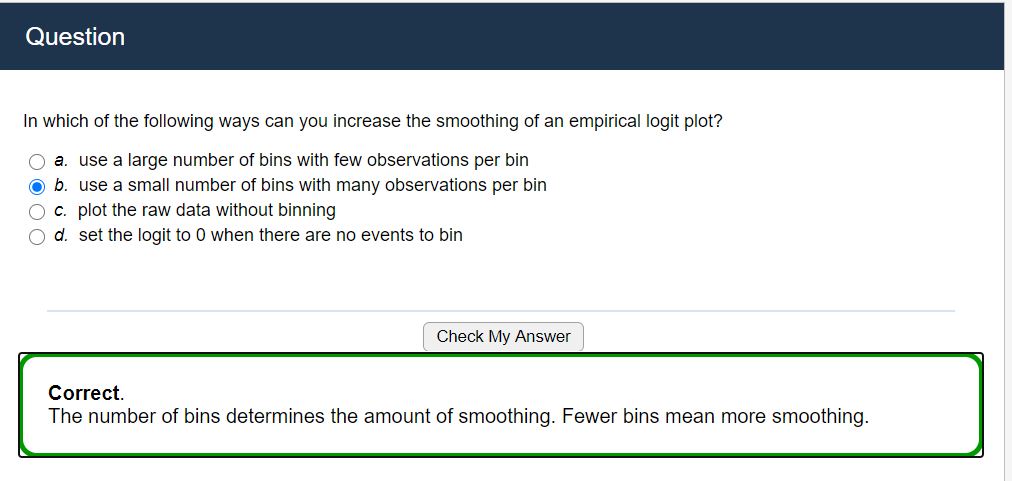 Question
In which of the following ways can you increase the smoothing of an empirical logit plot?
a. use a large number of bins with few observations per bin
b. use a small number of bins with many observations per bin
c. plot the raw data without binning
d. set the logit to 0 when there are no events to bin
Check My Answer
Correct.
The number of bins determines the amount of smoothing. Fewer bins mean more smoothing.